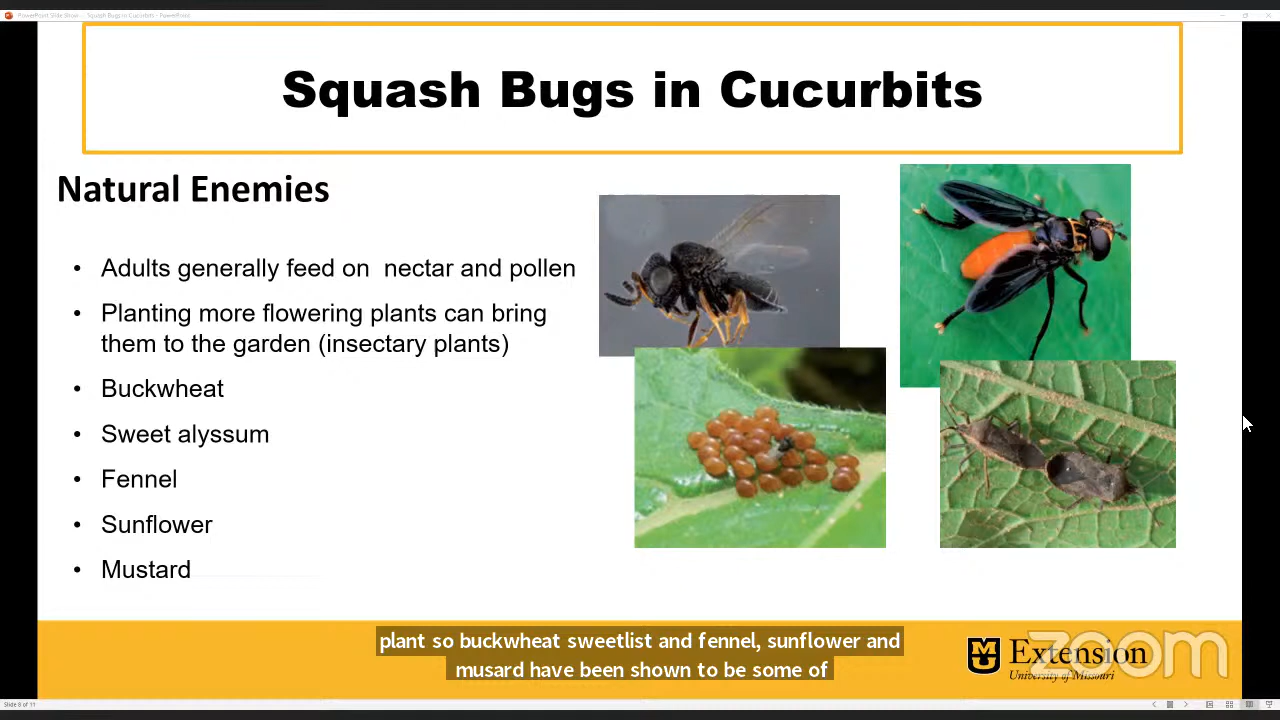 PowerPoint Slide Show - Squash Bugs in Cucurbits - PowerPoint
Squash Bugs in Cucurbits
Natural Enemies
• Adults generally feed on nectar and pollen
• Planting more flowering plants can bring
them to the garden (insectary plants)
• Buckwheat
• Sweet alyssum
• Fennel
• Sunflower
• Mustard
plant so buckwheat sweetlist and fennel, sunflower and
musard have been shown to be some of
Extension
University of Missouri
zoom
Slide 8 of 11